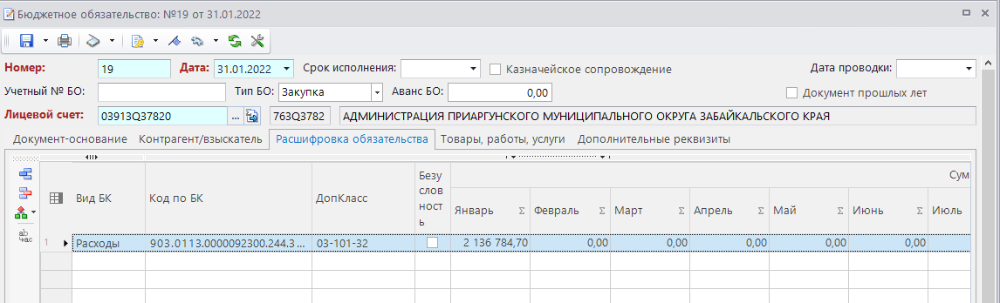 Бюджетное обязательство: №19 от 31.01.2022
Номер: 19 Дата: 31.01.2022 Срок исполнения: Казначейское сопровождение Дата проводки:
Учетный № БО: Тип БО: Закупка Аванс БО: 0,00 Документ прошлых лет
Лицевой счет: 03913Q37820 ... 763Q3782 АДМИНИСТРАЦИЯ ПРИАРГУНСКОГО МУНИЦИПАЛЬНОГО ОКРУГА ЗАБАЙКАЛЬСКОГО КРАЯ
Документ-основание Контрагент/взыскатель Расшифровка обязательства Товары, работы, услуги Дополнительные реквизиты
Вид БК Код по БК ДопКласс Безу
слов
ност
ь
Сум
Январь Σ Февраль Σ Март Σ Апрель Σ Май Σ Июнь Σ Июль
ab
ac
1 Расходы 903.0113.0000092300.244.3... 03-101-32 2 136 784,70 0,00 0,00 0,00 0,00 0,00